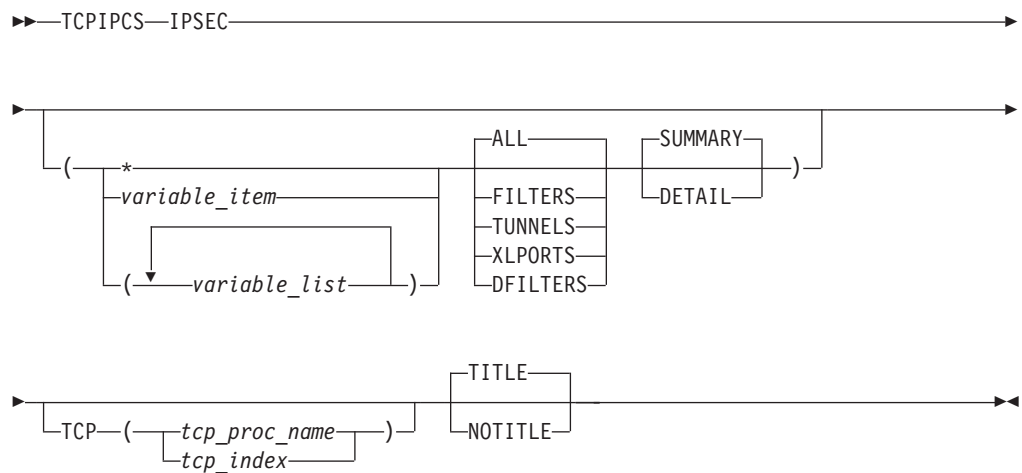 TCPIPCS IPSEC
ALL SUMMARY
( * )
variable_item FILTERS DETAIL
TUNNELS
XLPORTS
( variable_list ) DFILTERS
TITLE
TCP ( tcp_proc_name ) NOTITLE
tcp_index